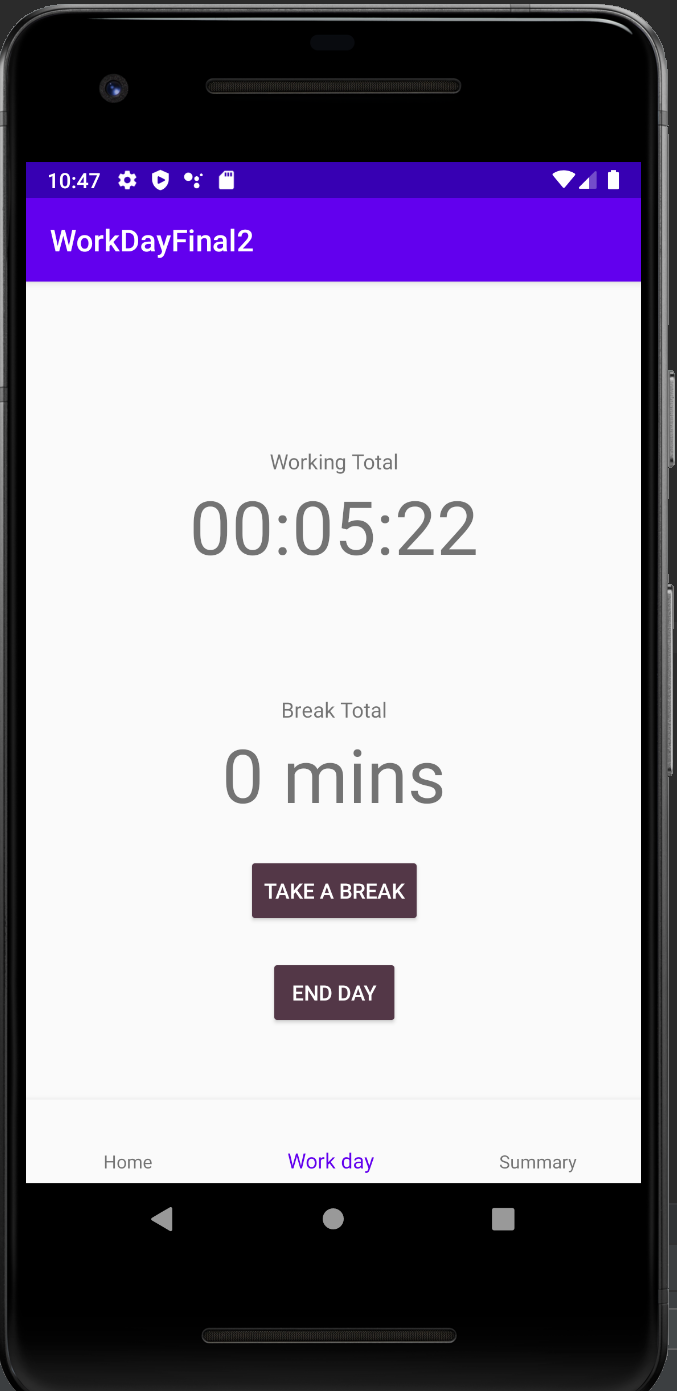 10:47
WorkDayFinal2
Working Total
00:05:22
Break Total
0 mins
TAKE A BREAK
END DAY
Home Work day Summary